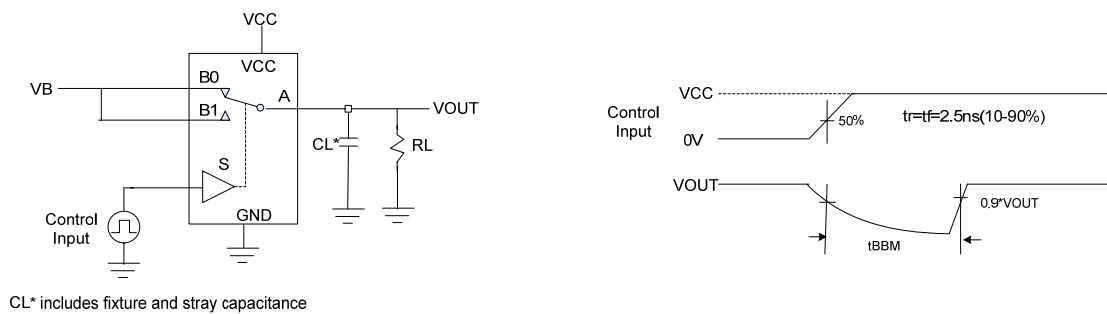 VCC
VCC
VB
B0
B1
A
VOUT
CL*
RL
S
GND
Control
Input
CL* includes fixture and stray capacitance
VCC
Control
Input
0V
50%
tr=tf=2.5ns(10-90%)
VOUT
0.9*VOUT
tBBM